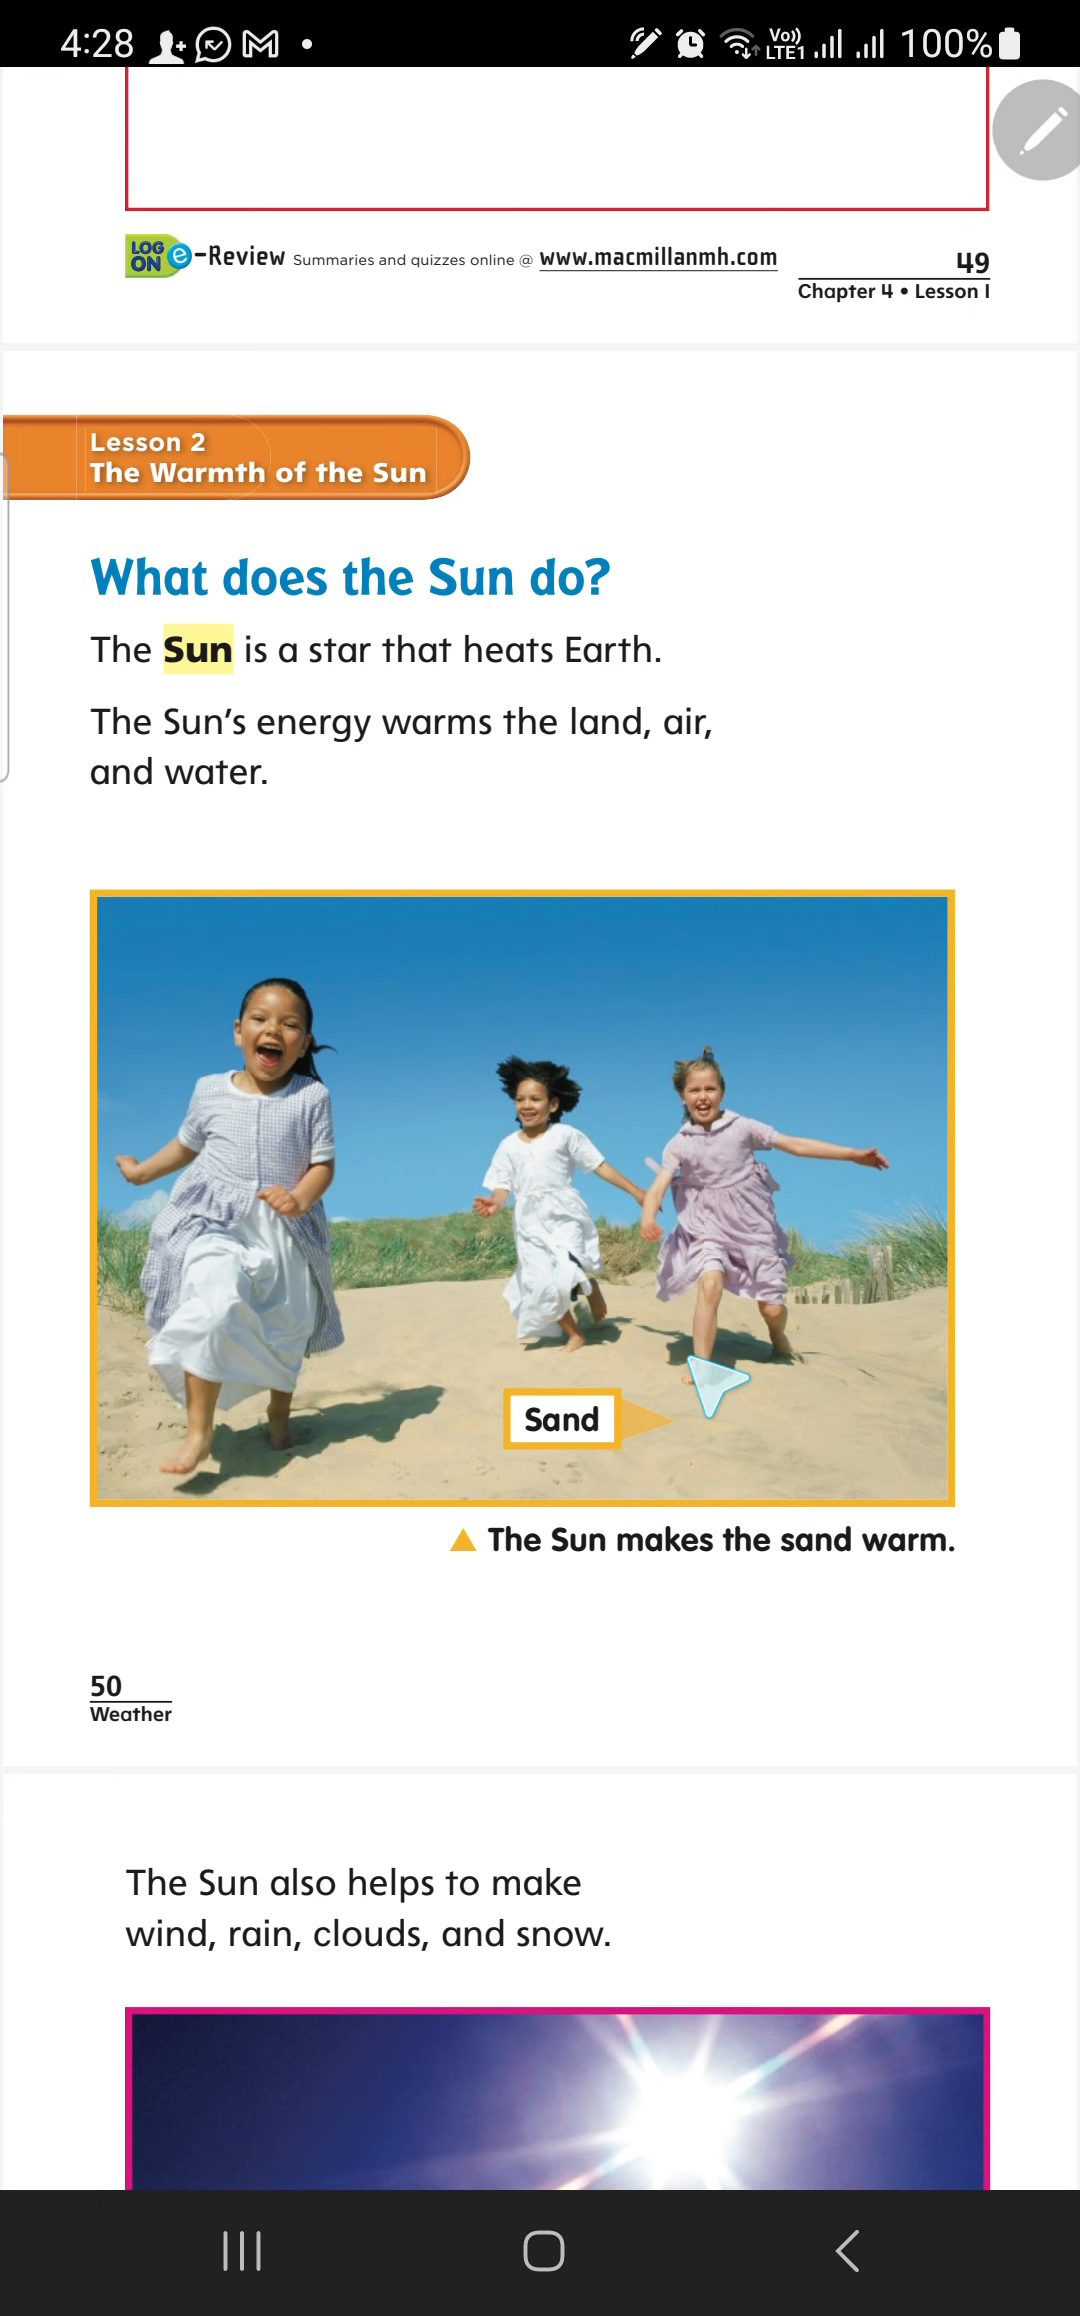 4:28
Vo))
LTE1
100%
LOG
ON
e-Review Summaries and quizzes online @ www.macmillanmh.com
49
Chapter 4 • Lesson 1
Lesson 2
The Warmth of the Sun
What does the Sun do?
The Sun is a star that heats Earth.
The Sun’s energy warms the land, air,
and water.
Sand
The Sun makes the sand warm.
50
Weather
The Sun also helps to make
wind, rain, clouds, and snow.